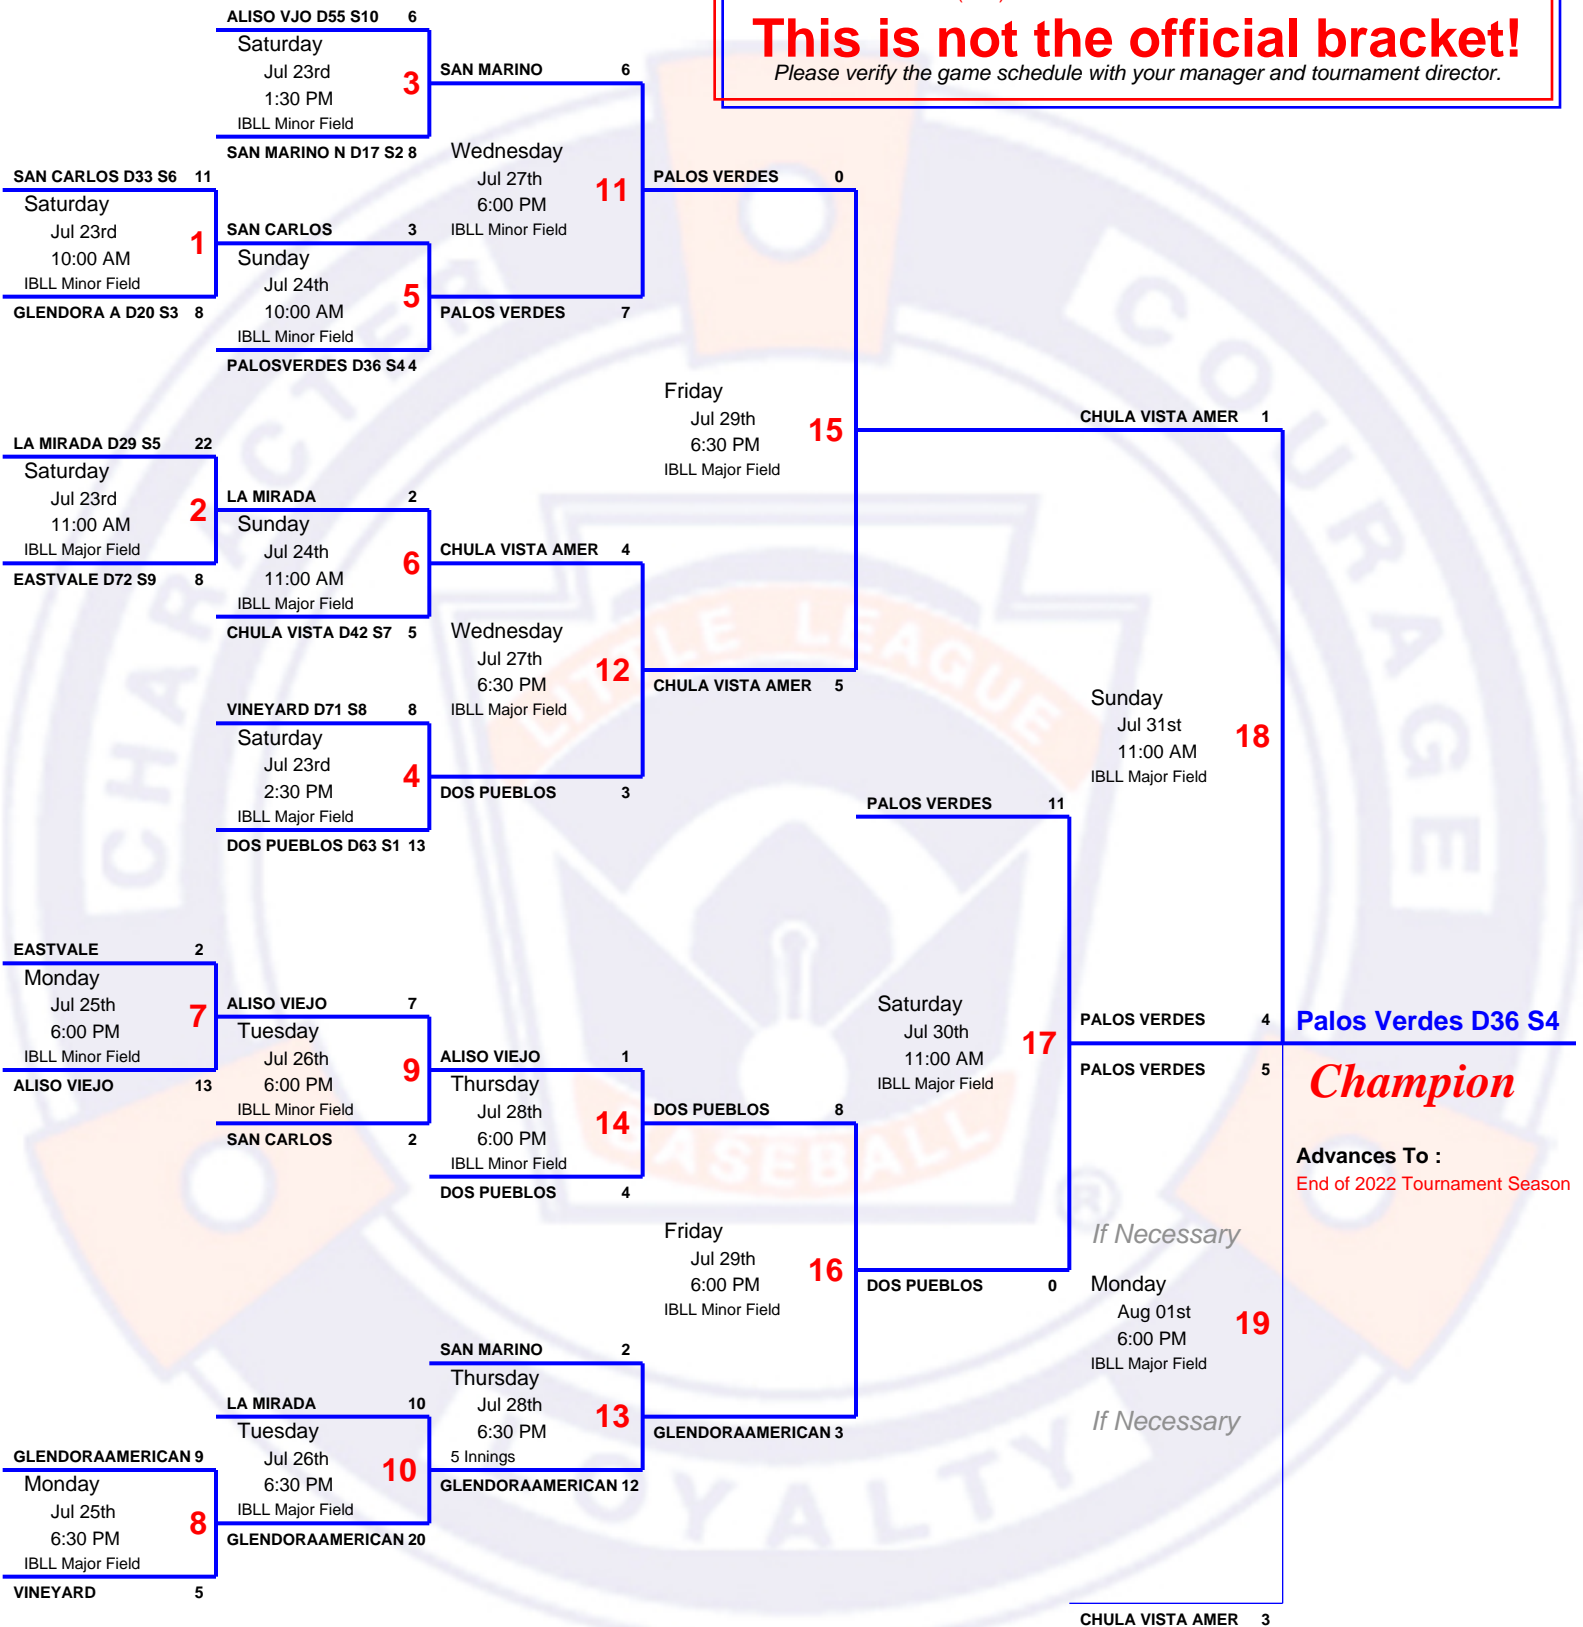 This is not the official bracket!
Please verify the game schedule with your manager and tournament director.
ALISO VJO D55 S10 6
Saturday
Jul 23rd
1:30 PM
IBLL Minor Field
3
SAN MARINO N D17 S2 8
SAN CARLOS D33 S6 11
Saturday
Jul 23rd
10:00 AM
IBLL Minor Field
1
GLENDORA A D20 S3 8
SAN CARLOS 3
Sunday
Jul 24th
10:00 AM
IBLL Minor Field
5
PALOSVERDES D36 S4 4
SAN MARINO 6
Wednesday
Jul 27th
6:00 PM
IBLL Minor Field
11
PALOS VERDES 7
LA MIRADA D29 S5 22
Saturday
Jul 23rd
11:00 AM
IBLL Major Field
2
EASTVALE D72 S9 8
LA MIRADA 2
Sunday
Jul 24th
11:00 AM
IBLL Major Field
6
CHULA VISTA D42 S7 5
VINEYARD D71 S8 8
Saturday
Jul 23rd
2:30 PM
IBLL Major Field
4
DOS PUEBLOS D63 S1 13
CHULA VISTA AMER 4
Wednesday
Jul 27th
6:30 PM
IBLL Major Field
12
DOS PUEBLOS 3
PALOS VERDES 0
Friday
Jul 29th
6:30 PM
IBLL Major Field
15
CHULA VISTA AMER 5
CHULA VISTA AMER 1
Sunday
Jul 31st
11:00 AM
IBLL Major Field
18
PALOS VERDES 4
EASTVALE 2
Monday
Jul 25th
6:00 PM
IBLL Minor Field
7
ALISO VIEJO 13
ALISO VIEJO 7
Tuesday
Jul 26th
6:00 PM
IBLL Minor Field
9
SAN CARLOS 2
ALISO VIEJO 1
Thursday
Jul 28th
6:00 PM
IBLL Minor Field
14
DOS PUEBLOS 4
GLENDORAAMERICAN 9
Monday
Jul 25th
6:30 PM
IBLL Major Field
8
VINEYARD 5
LA MIRADA 10
Tuesday
Jul 26th
6:30 PM
IBLL Major Field
10
GLENDORAAMERICAN 20
SAN MARINO 2
Thursday
Jul 28th
6:30 PM
5 Innings
13
GLENDORAAMERICAN 12
DOS PUEBLOS 8
Friday
Jul 29th
6:00 PM
IBLL Minor Field
16
GLENDORAAMERICAN 3
PALOS VERDES 11
Saturday
Jul 30th
11:00 AM
IBLL Major Field
17
DOS PUEBLOS 0
PALOS VERDES 5
If Necessary
Monday
Aug 01st
6:00 PM
IBLL Major Field
19
If Necessary
CHULA VISTA AMER 3
Palos Verdes D36 S4
Champion
Advances To :
End of 2022 Tournament Season
CHARACTER
COURAGE
LOYALTY
LITTLE LEAGUE
BASEBALL
®